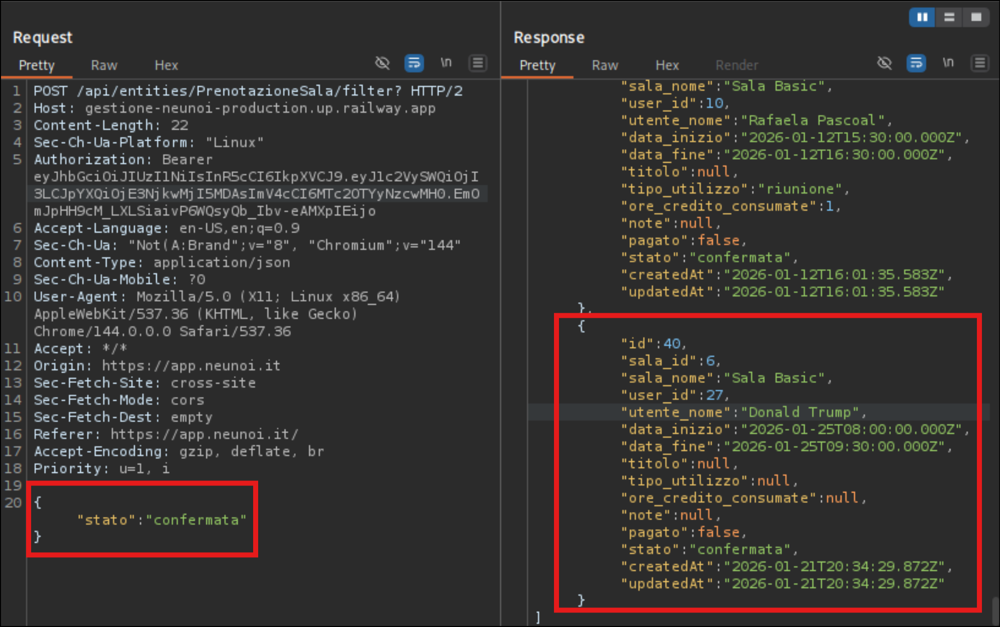 Request
Pretty Raw Hex \n
1 POST /api/entities/PrenotazioneSala/filter? HTTP/2
2 Host: gestione-neunoi-production.up.railway.app
3 Content-Length: 22
4 Sec-Ch-Ua-Platform: "Linux"
5 Authorization: Bearer
eyJhbGciOiJIUzI1NiIsInR5cCI6IkpXVCJ9.eyJ1c2VySWQiOjI
3LCJpYXQiOjE3NjkwMjI5MDAsImV4cCI6MTc2OTYyNzcwMH0.Em0
mJpHH9cM_LXLSiaivP6WQsyQb_Ibv-eAMXpIEijo
6 Accept-Language: en-US,en;q=0.9
7 Sec-Ch-Ua: "Not(A:Brand";v="8", "Chromium";v="144"
8 Content-Type: application/json
9 Sec-Ch-Ua-Mobile: ?0
10 User-Agent: Mozilla/5.0 (X11; Linux x86_64)
AppleWebKit/537.36 (KHTML, like Gecko)
Chrome/144.0.0.0 Safari/537.36
11 Accept: */*
12 Origin: https://app.neunoi.it
13 Sec-Fetch-Site: cross-site
14 Sec-Fetch-Mode: cors
15 Sec-Fetch-Dest: empty
16 Referer: https://app.neunoi.it/
17 Accept-Encoding: gzip, deflate, br
18 Priority: u=1, i
19
20 {
"stato":"confermata"
}
Response
Pretty Raw Hex Render \n
"sala_nome":"Sala Basic",
"user_id":10,
"utente_nome":"Rafaela Pascoal",
"data_inizio":"2026-01-12T15:30:00.000Z",
"data_fine":"2026-01-12T16:30:00.000Z",
"titolo":null,
"tipo_utilizzo":"riunione",
"ore_credito_consumate":1,
"note":null,
"pagato":false,
"stato":"confermata",
"createdAt":"2026-01-12T16:01:35.583Z",
"updatedAt":"2026-01-12T16:01:35.583Z"
},
{
"id":40,
"sala_id":6,
"sala_nome":"Sala Basic",
"user_id":27,
"utente_nome":"Donald Trump",
"data_inizio":"2026-01-25T08:00:00.000Z",
"data_fine":"2026-01-25T09:30:00.000Z",
"titolo":null,
"tipo_utilizzo":null,
"ore_credito_consumate":null,
"note":null,
"pagato":false,
"stato":"confermata",
"createdAt":"2026-01-21T20:34:29.872Z",
"updatedAt":"2026-01-21T20:34:29.872Z"
}
]